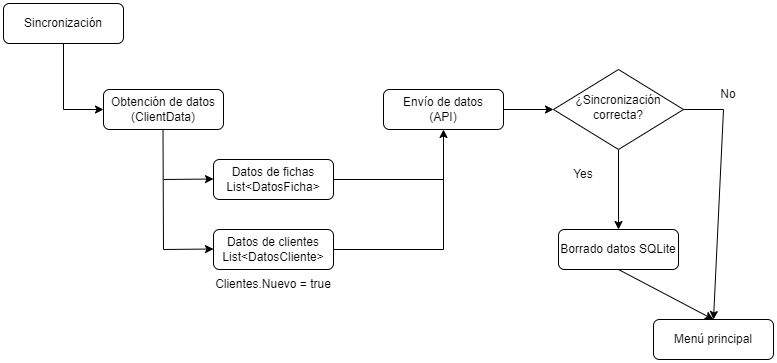 Sincronización
Obtención de datos
(ClientData)
Envío de datos
(API)
¿Sincronización
correcta?
No
Datos de fichas
List<DatosFicha>
Yes
Datos de clientes
List<DatosCliente>
Clientes.Nuevo = true
Borrado datos SQLite
Menú principal